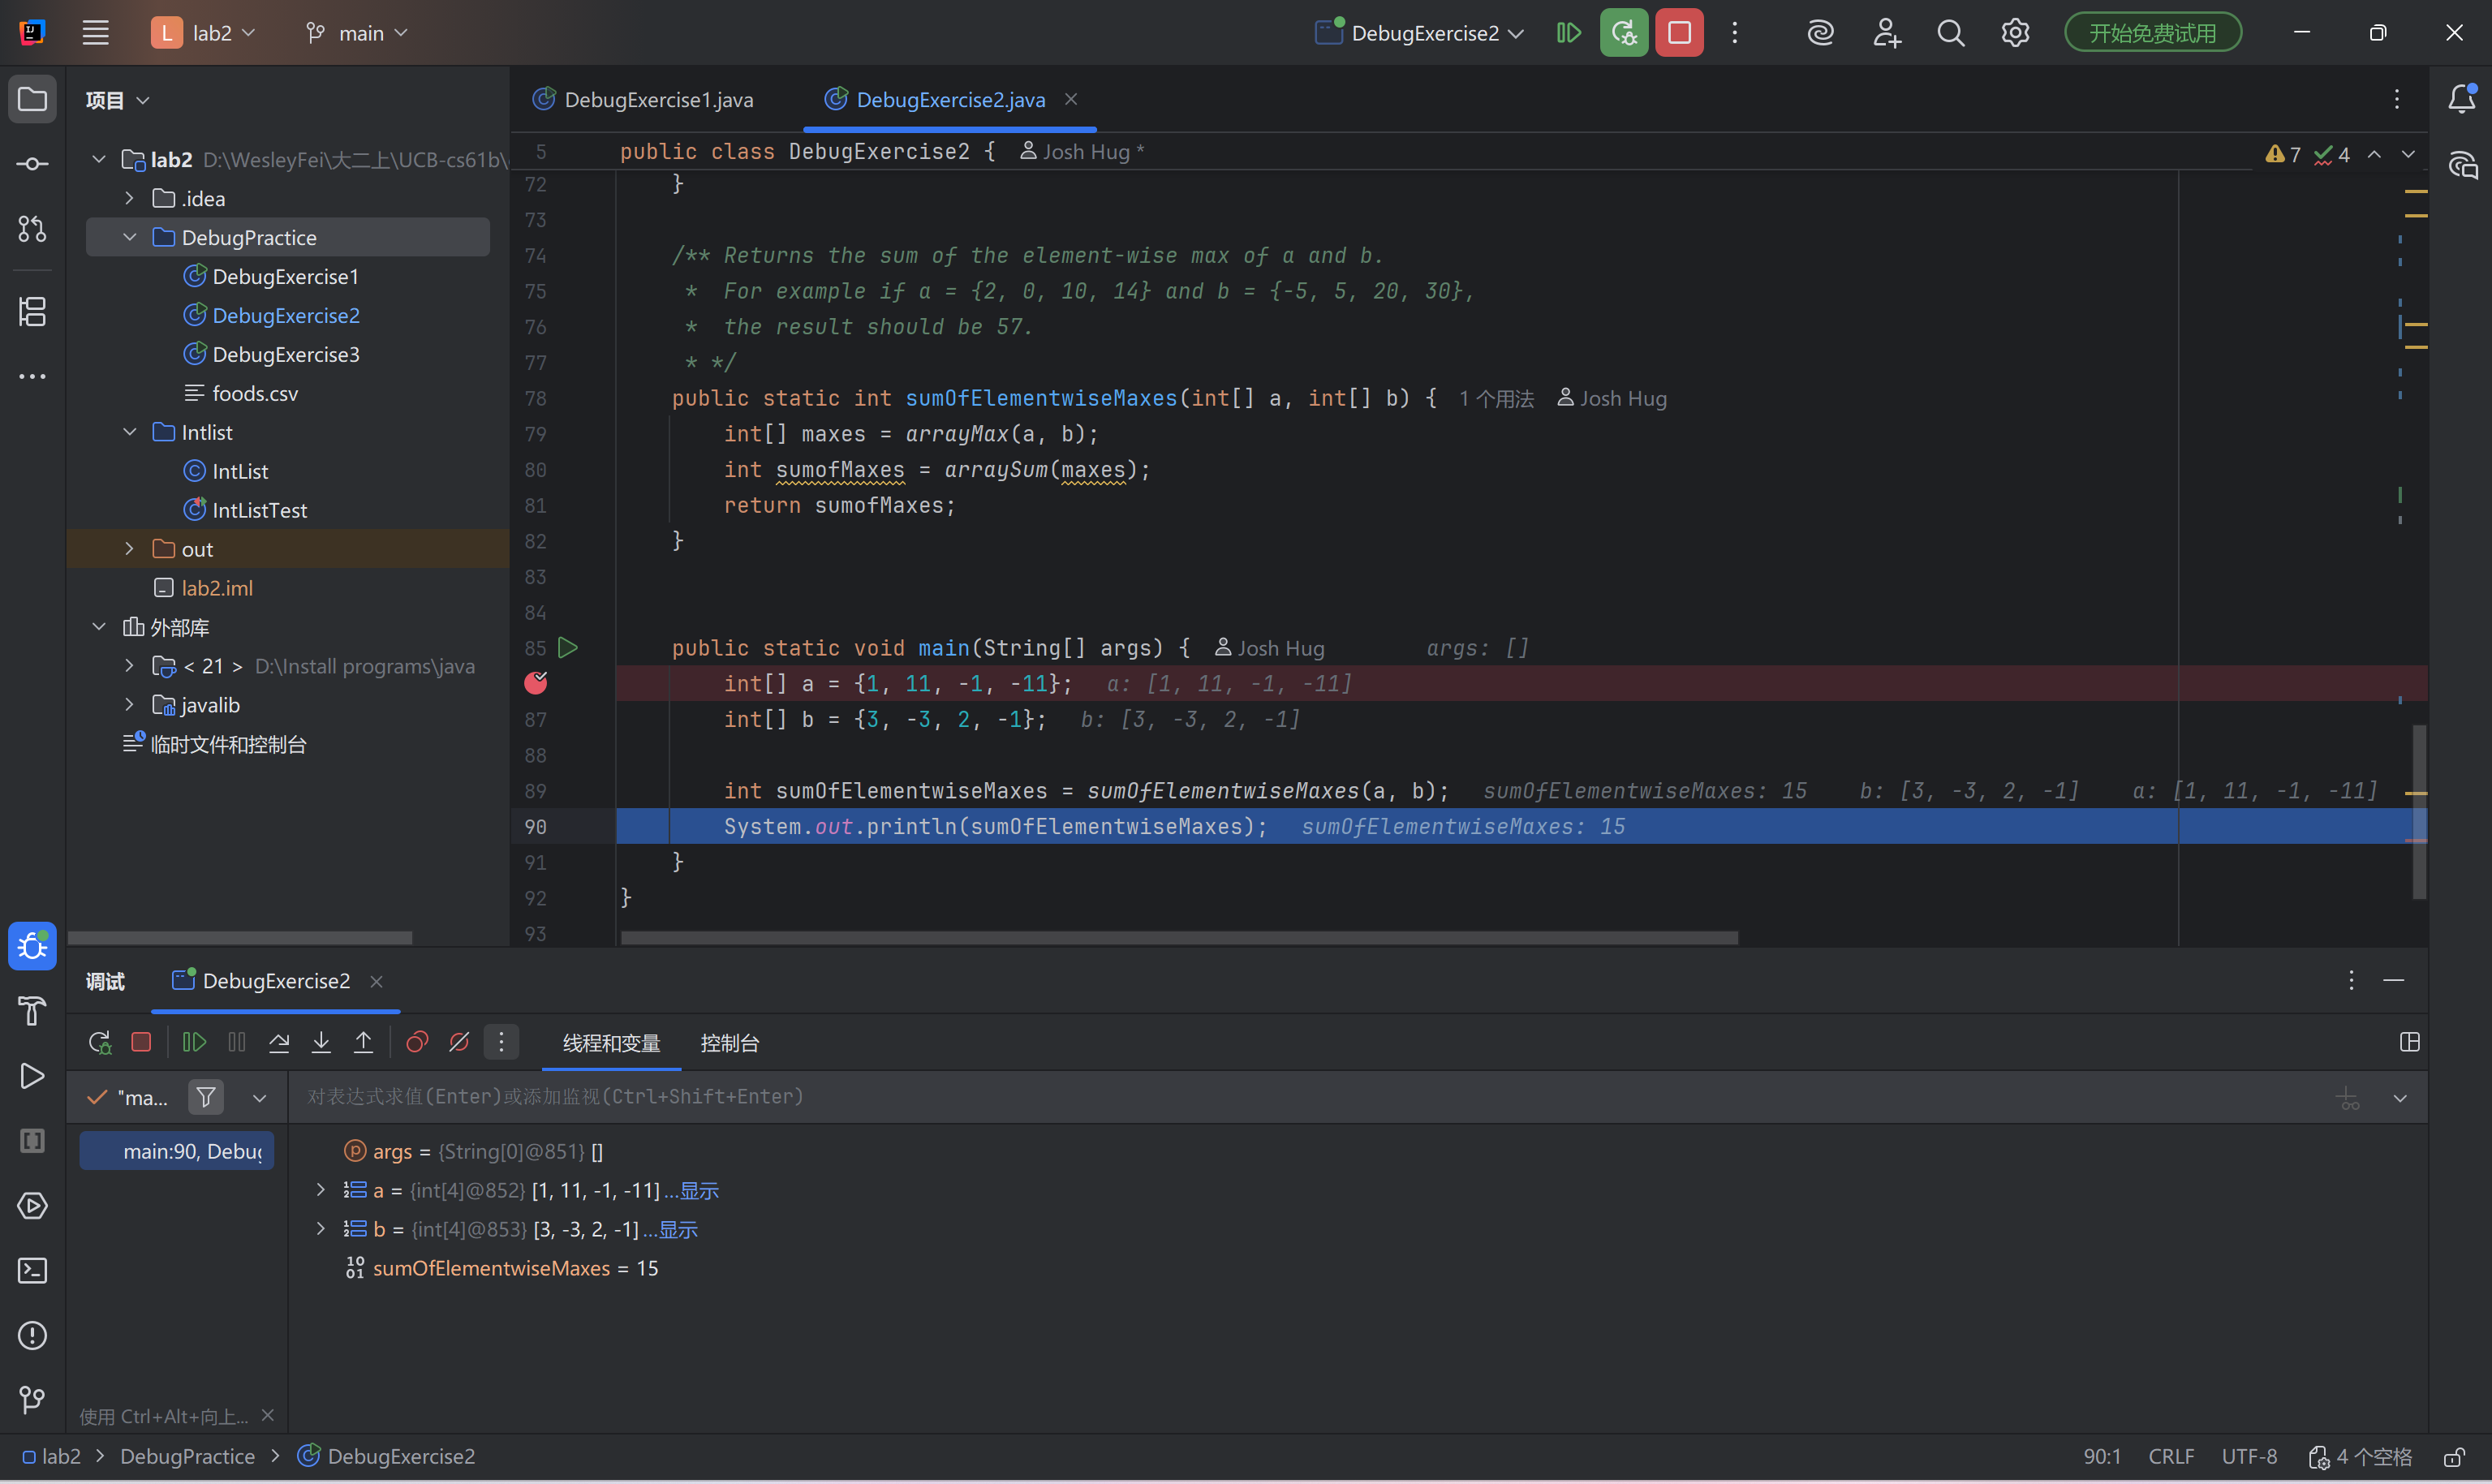 L lab2 main DebugExercise2 开始免费试用
项目
lab2 D:\WesleyFei\大二上\UCB-cs61b\
.idea
DebugPractice
DebugExercise1
DebugExercise2
DebugExercise3
foods.csv
Intlist
IntList
IntListTest
out
lab2.iml
外部库
< 21 > D:\Install programs\java
javalib
临时文件和控制台
DebugExercise1.java DebugExercise2.java
5 public class DebugExercise2 { Josh Hug * 7 4
72 }
73
74 /** Returns the sum of the element-wise max of a and b.
75 * For example if a = {2, 0, 10, 14} and b = {-5, 5, 20, 30},
76 * the result should be 57.
77 * */
78 public static int sumOfElementwiseMaxes(int[] a, int[] b) { 1 个用法 Josh Hug
79 int[] maxes = arrayMax(a, b);
80 int sumofMaxes = arraySum(maxes);
81 return sumofMaxes;
82 }
83
84
85 public static void main(String[] args) { Josh Hug args: []
int[] a = {1, 11, -1, -11}; a: [1, 11, -1, -11]
87 int[] b = {3, -3, 2, -1}; b: [3, -3, 2, -1]
88
89 int sumOfElementwiseMaxes = sumOfElementwiseMaxes(a, b); sumOfElementwiseMaxes: 15 b: [3, -3, 2, -1] a: [1, 11, -1, -11]
90 System.out.println(sumOfElementwiseMaxes); sumOfElementwiseMaxes: 15
91 }
92 }
93
调试 DebugExercise2
线程和变量 控制台
"ma... 对表达式求值(Enter)或添加监视(Ctrl+Shift+Enter)
main:90, Debug
args = {String[0]@851} []
a = {int[4]@852} [1, 11, -1, -11] ...显示
b = {int[4]@853} [3, -3, 2, -1] ...显示
sumOfElementwiseMaxes = 15
使用 Ctrl+Alt+向上...
lab2 > DebugPractice > DebugExercise2 90:1 CRLF UTF-8 4 个空格